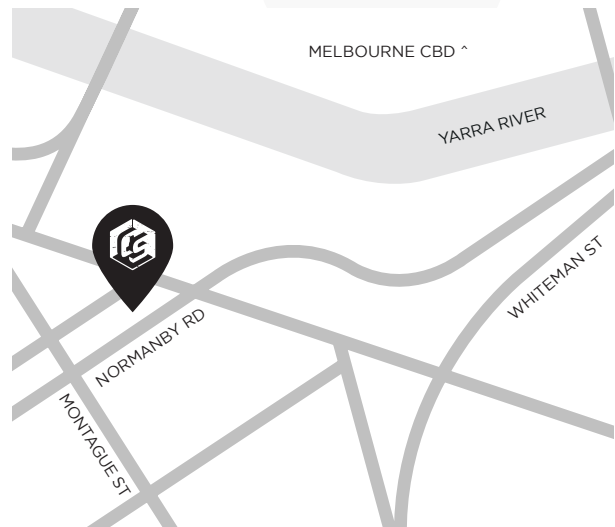 MELBOURNE CBD ^
YARRA RIVER
WHITEMAN ST
NORMANBY RD
MONTAGUE ST